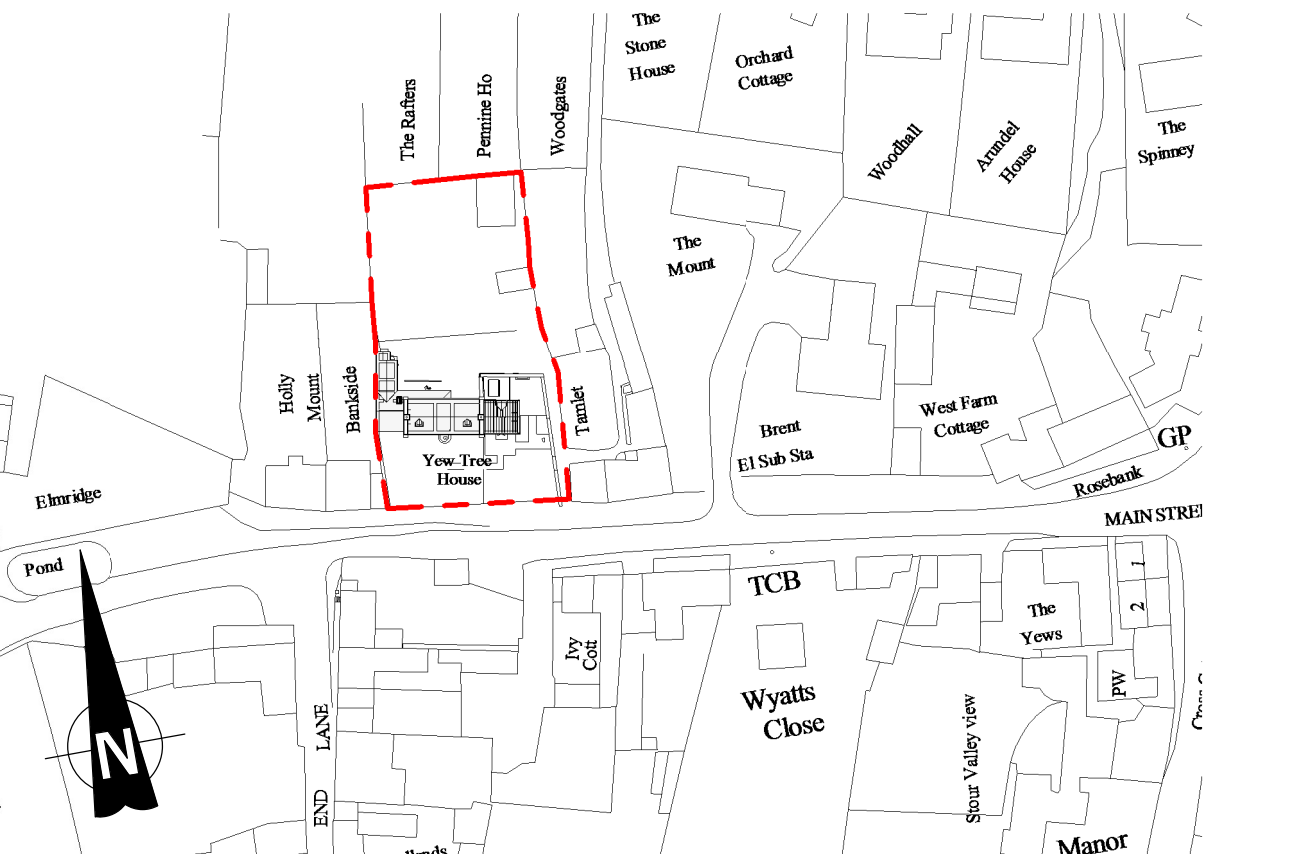 The
Stone
House
Orchard
Cottage
The Rafters
Pennine Ho
Woodgates
Woodhall
Arundel
House
The
Spinney
The
Mount
Holly
Mount
Bankside
Tamlet
West Farm
Cottage
Brent
El Sub Sta
GP
Yew Tree
House
Elmridge
Rosebank
MAIN STRE
Pond
TCB
1
2
The
Yews
Ivy
Cott
PW
Wyatts
Close
Stour Valley view
LANE
END
N
Manor